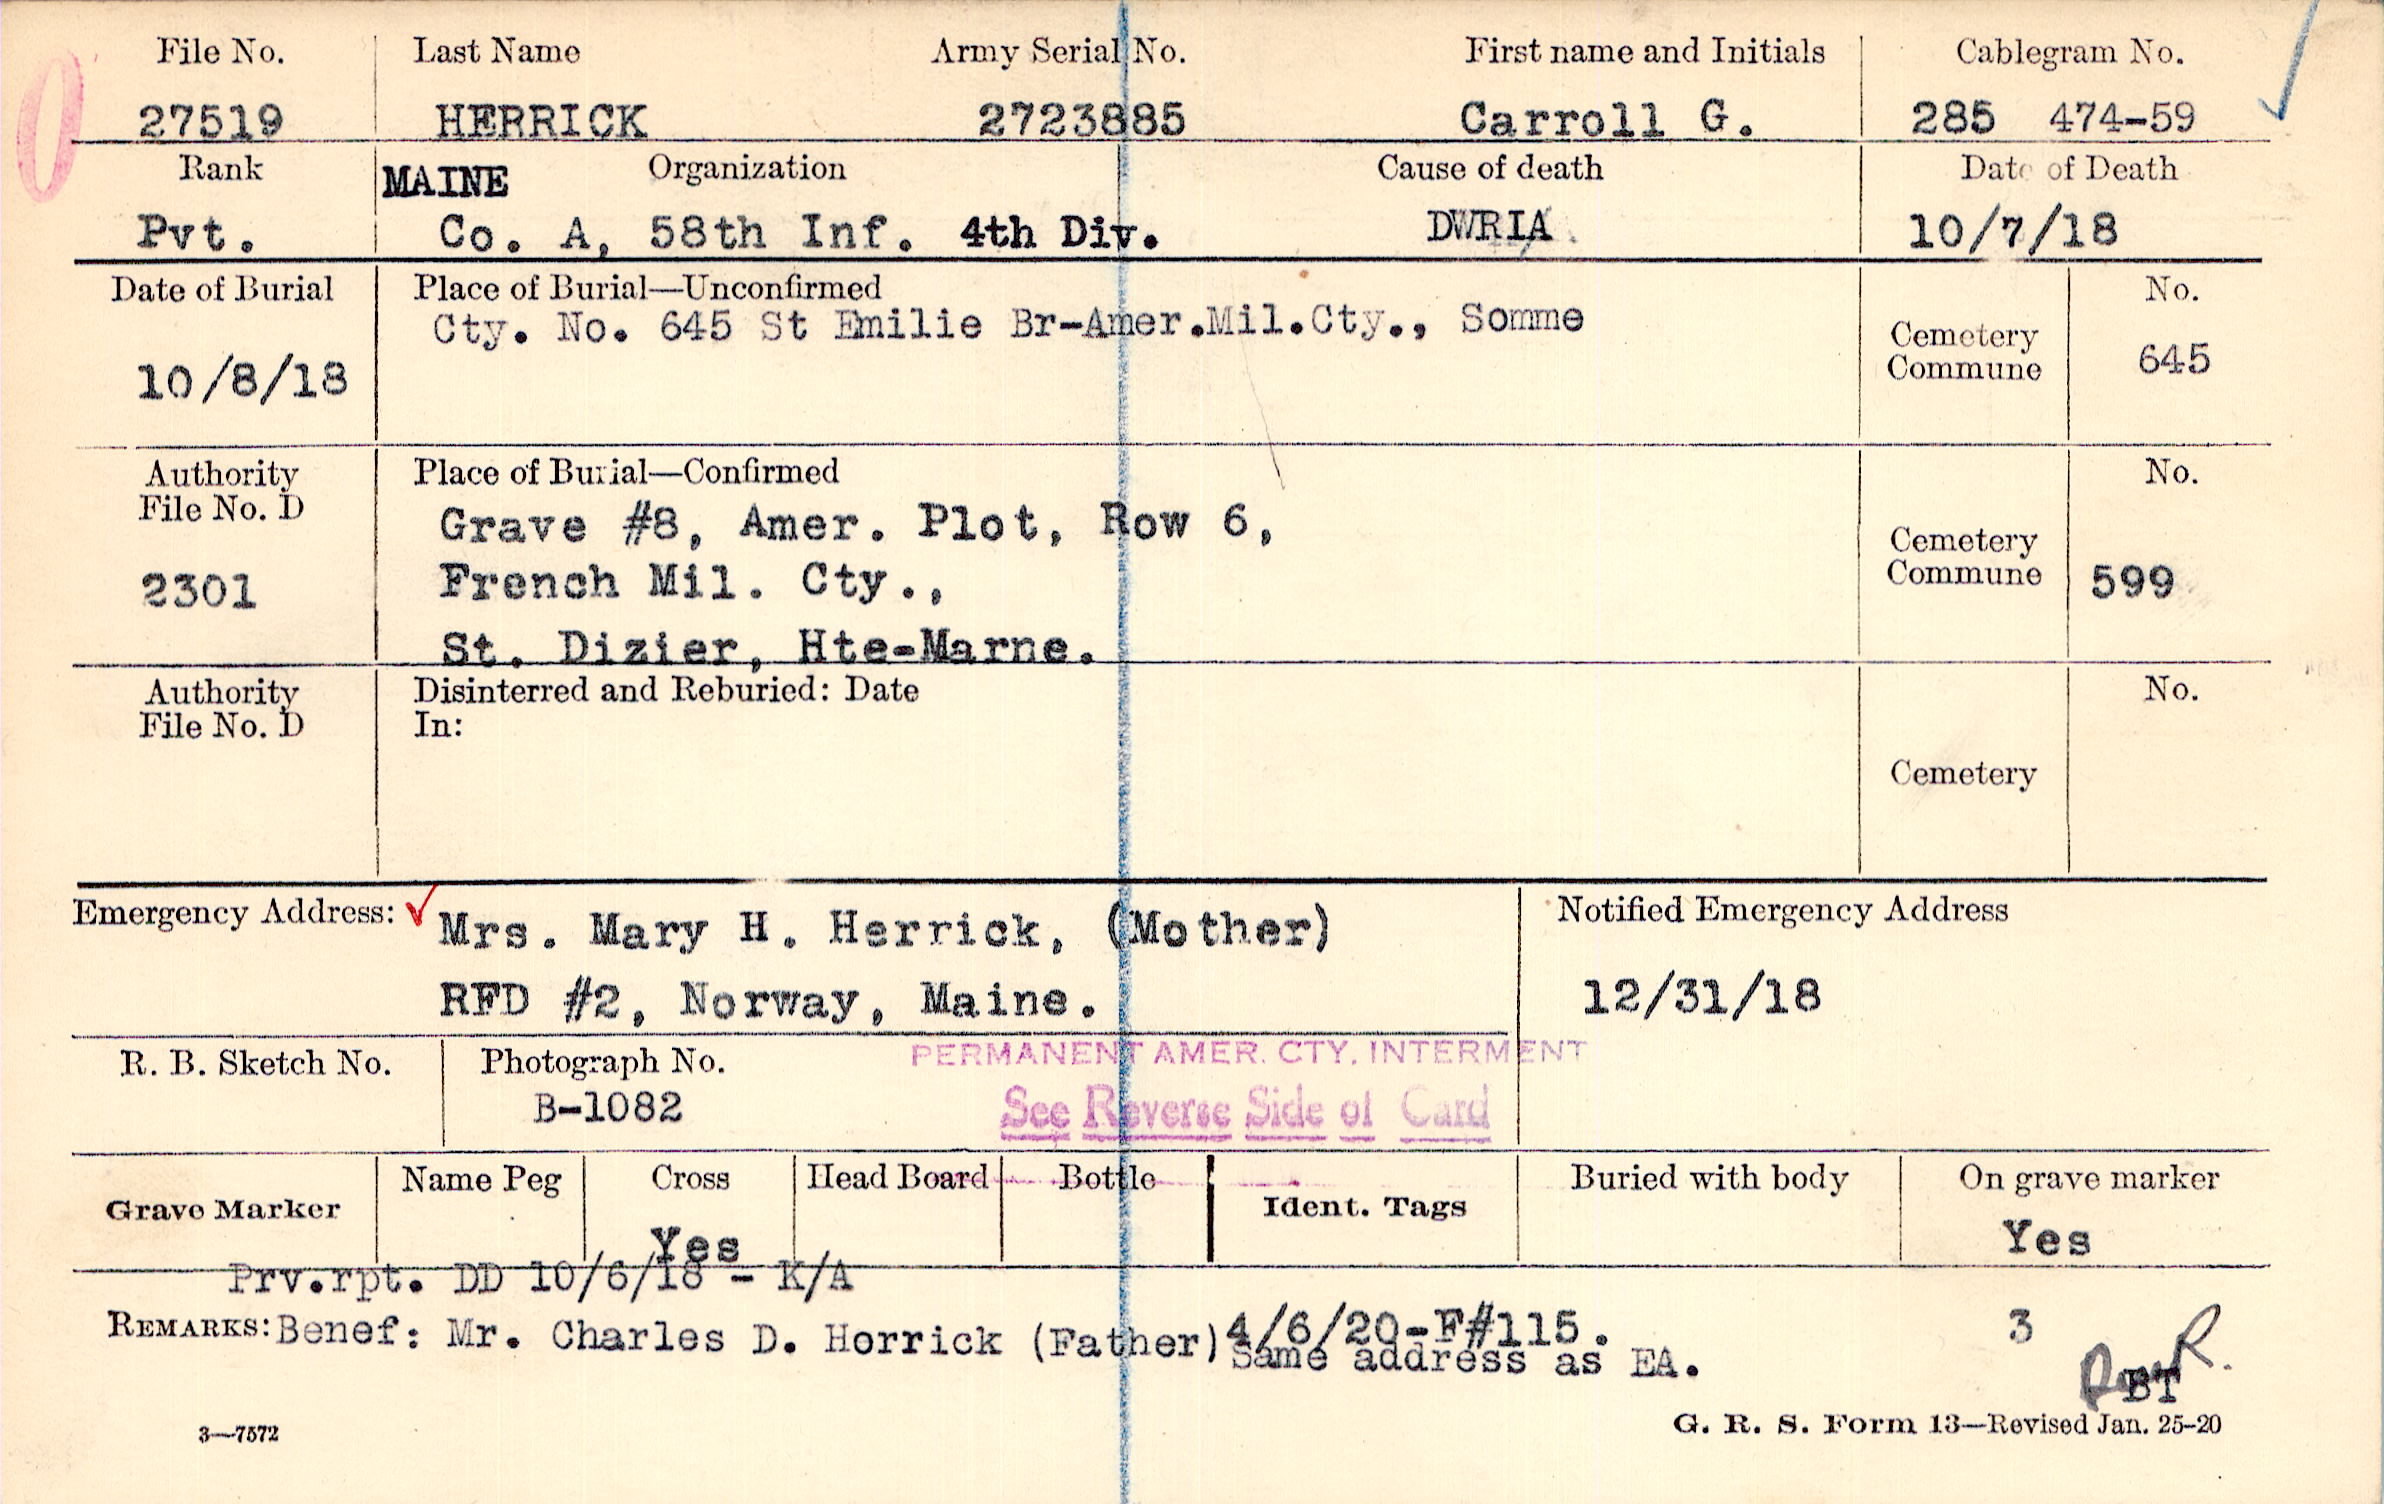 File No. Last Name Army Serial No. First name and Initials Cablegram No.
27519 HERRICK 2723885 Carroll G. 285 474-59
Rank MAINE Organization Cause of death Date of Death
Pvt. Co. A, 58th Inf. 4th Div. DWRIA 10/7/18
Date of Burial Place of Burial—Unconfirmed No.
Cty. No. 645 St Emilie Br-Amer.Mil.Cty., Somme
10/8/18 Cemetery Commune 645
Authority File No. D Place of Burial—Confirmed No.
Grave #8, Amer. Plot, Row 6,
2301 French Mil. Cty., Cemetery Commune 599
St. Dizier, Hte-Marne.
Authority File No. D Disinterred and Reburied: Date No.
In:
Cemetery
Emergency Address: Mrs. Mary H. Herrick, (Mother) Notified Emergency Address
RFD #2, Norway, Maine. 12/31/18
R. B. Sketch No. Photograph No. PERMANENT AMER. CTY. INTERMENT
B-1082 See Reverse Side of Card
Grave Marker Name Peg Cross Head Board Bottle Ident. Tags Buried with body On grave marker
Yes Yes
Prv.rpt. DD 10/6/18 - K/A
REMARKS: Benef: Mr. Charles D. Horrick (Father) 4/6/20-F#115. 3
Same address as EA.
BT
3—7572 G. R. S. Form 13—Revised Jan. 25-20